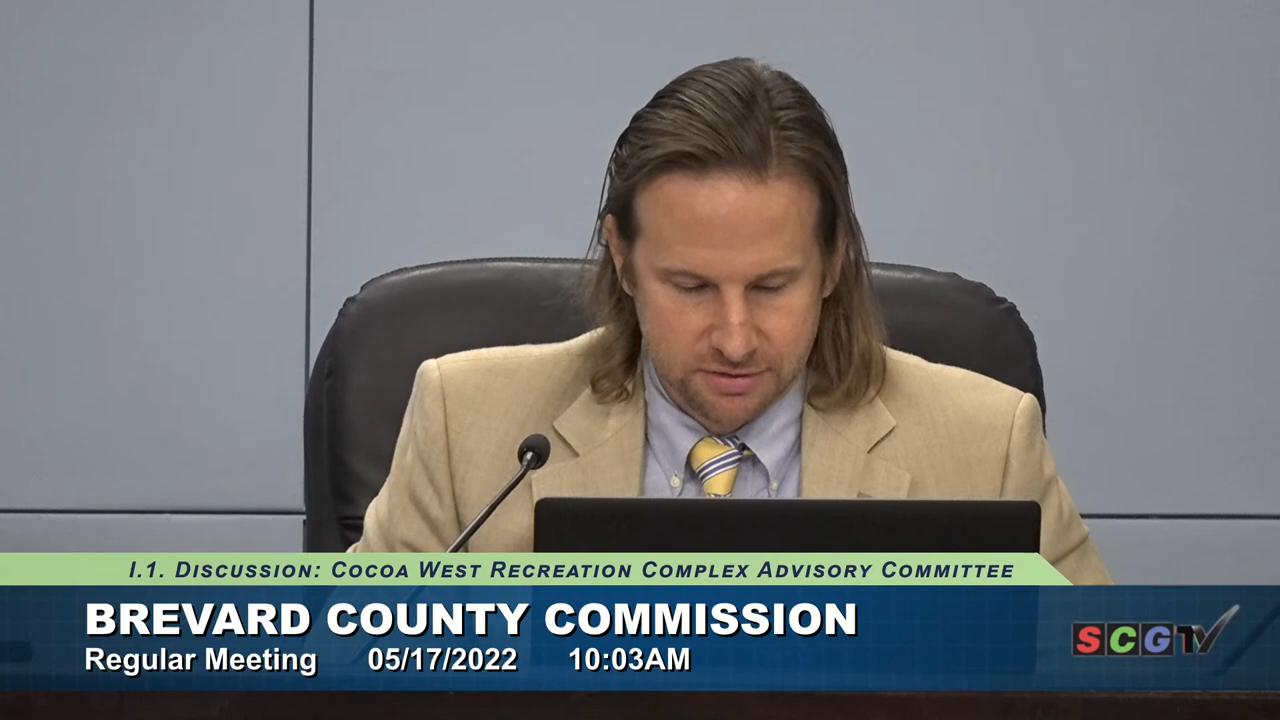 I.1. Discussion: Cocoa West Recreation Complex Advisory Committee
BREVARD COUNTY COMMISSION
Regular Meeting 05/17/2022 10:03AM
SCGTV